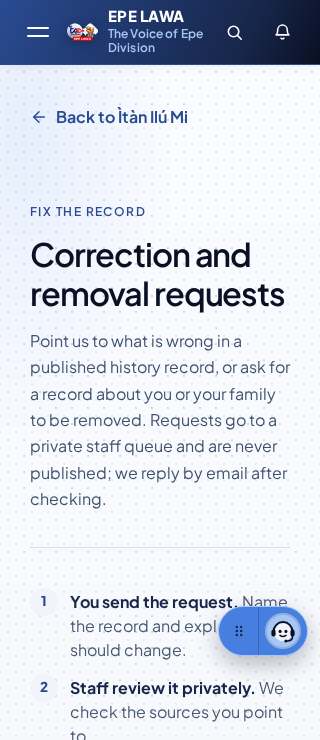 EPE LAWA
The Voice of Epe
Division
Back to Ìtàn Ilú Mi
FIX THE RECORD
Correction and
removal requests
Point us to what is wrong in a
published history record, or ask for
a record about you or your family
to be removed. Requests go to a
private staff queue and are never
published; we reply by email after
checking.
1 You send the request. Name
the record and expl
should change.
2 Staff review it privately. We
check the sources you point
to